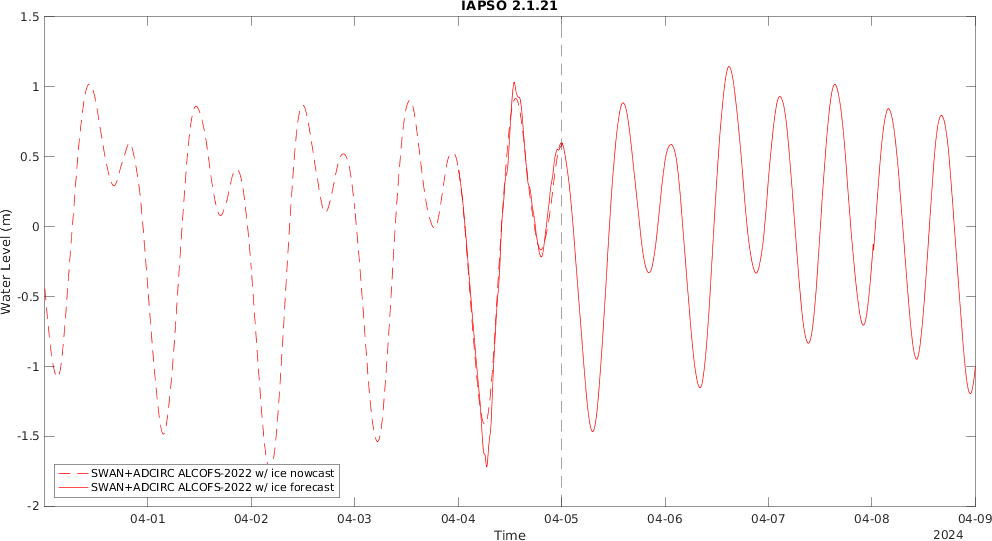 IAPSO 2.1.21
1.5
1
0.5
0
-0.5
-1
-1.5
-2
Water Level (m)
SWAN+ADCIRC ALCOFS-2022 w/ ice nowcast
SWAN+ADCIRC ALCOFS-2022 w/ ice forecast
04-01 04-02 04-03 04-04 04-05 04-06 04-07 04-08 04-09
Time
2024